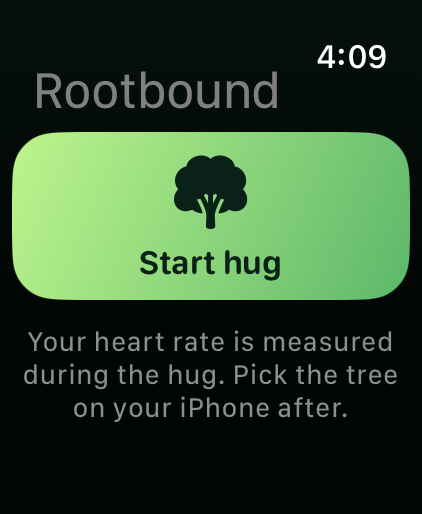 4:09
Rootbound
Start hug
Your heart rate is measured
during the hug. Pick the tree
on your iPhone after.